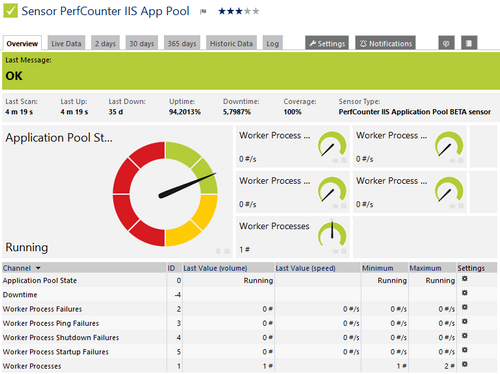 Sensor PerfCounter IIS App Pool
Overview Live Data 2 days 30 days 365 days Historic Data Log Settings Notifications
Last Message:
OK
Last Scan: Last Up: Last Down: Uptime: Downtime: Coverage: Sensor Type:
4 m 19 s 4 m 19 s 35 d 94,2013% 5,7987% 100% PerfCounter IIS Application Pool BETA sensor
Application Pool St...
Running
Worker Process ...
0 #/s
Worker Process ...
0 #/s
Worker Process ...
0 #/s
Worker Process ...
0 #/s
Worker Processes
1 #
Channel ID Last Value (volume) Last Value (speed) Minimum Maximum Settings
Application Pool State 0 Running Running Running
Downtime -4
Worker Process Failures 2 0 # 0 #/s 0 #/s 0 #/s
Worker Process Ping Failures 3 0 # 0 #/s 0 #/s 0 #/s
Worker Process Shutdown Failures 4 0 # 0 #/s 0 #/s 0 #/s
Worker Process Startup Failures 5 0 # 0 #/s 0 #/s 0 #/s
Worker Processes 1 1 # 1 # 2 #